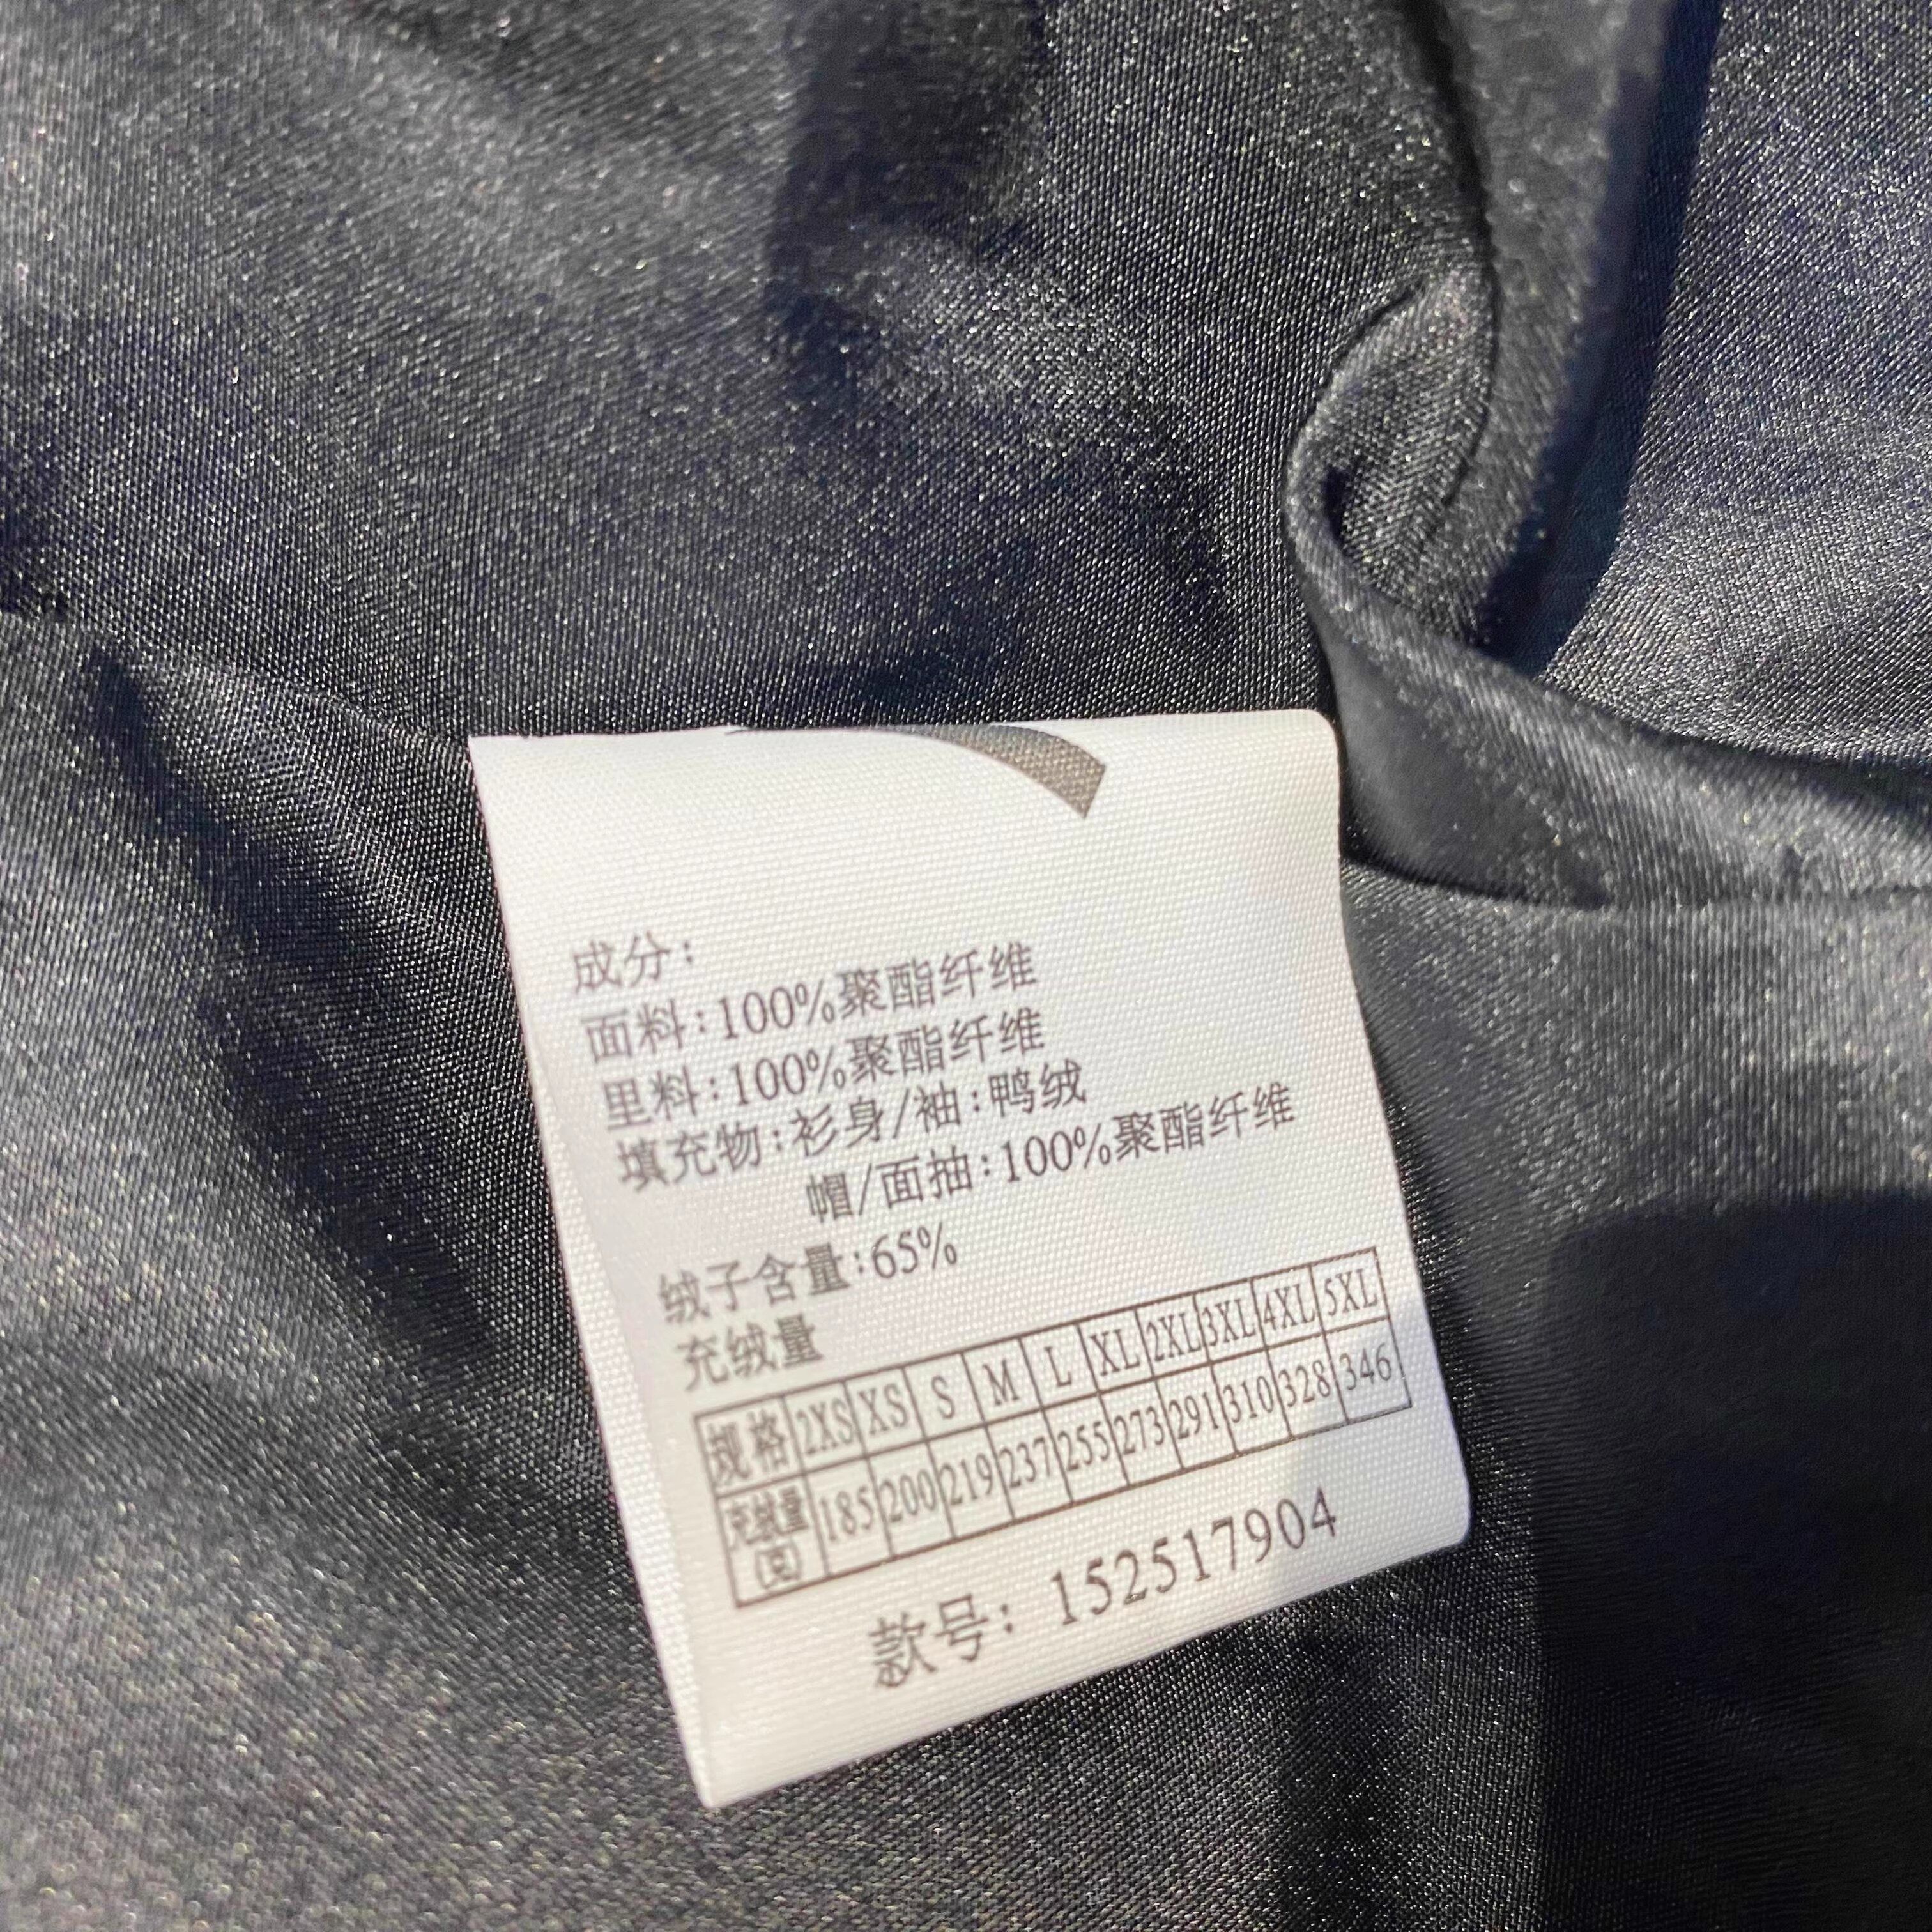 成分:
面料:100%聚酯纤维
里料:100%聚酯纤维
填充物:衫身/袖:鸭绒
帽/面抽:100%聚酯纤维
绒子含量:65%
充绒量
规格 2XS XS S M L XL 2XL 3XL 4XL 5XL
充绒量(克) 185 200 219 237 255 273 291 310 328 346
款号: 152517904